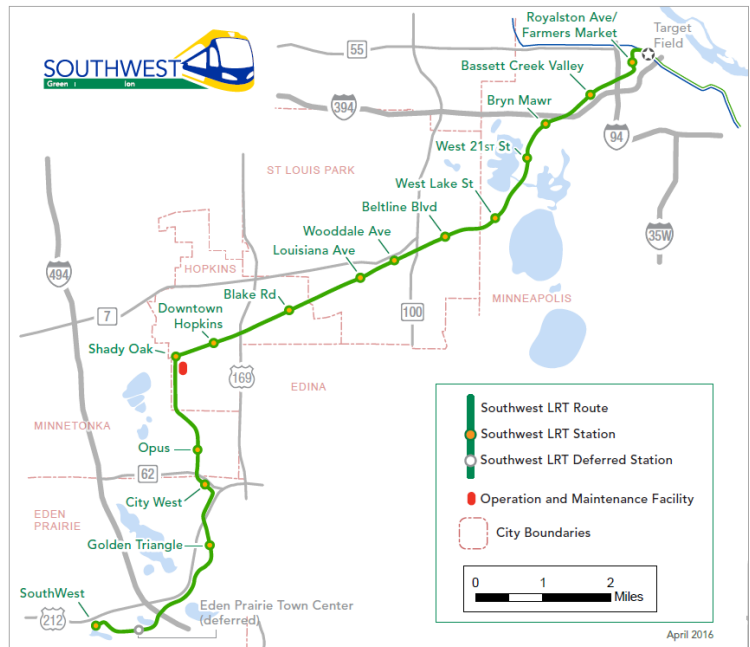 SOUTHWEST
Green
Royalston Ave/
Farmers Market
Target
Field
55
Bassett Creek Valley
394
Bryn Mawr
94
West 21ST St
ST LOUIS PARK
West Lake St
Beltline Blvd
35W
Wooddale Ave
Louisiana Ave
HOPKINS
494
MINNEAPOLIS
Blake Rd
Downtown
Hopkins
7
100
Shady Oak
169
EDINA
MINNETONKA
Opus
62
City West
EDEN
PRAIRIE
Golden Triangle
SouthWest
Eden Prairie Town Center
(deferred)
212
Southwest LRT Route
Southwest LRT Station
Southwest LRT Deferred Station
Operation and Maintenance Facility
City Boundaries
0 1 2
Miles
April 2016